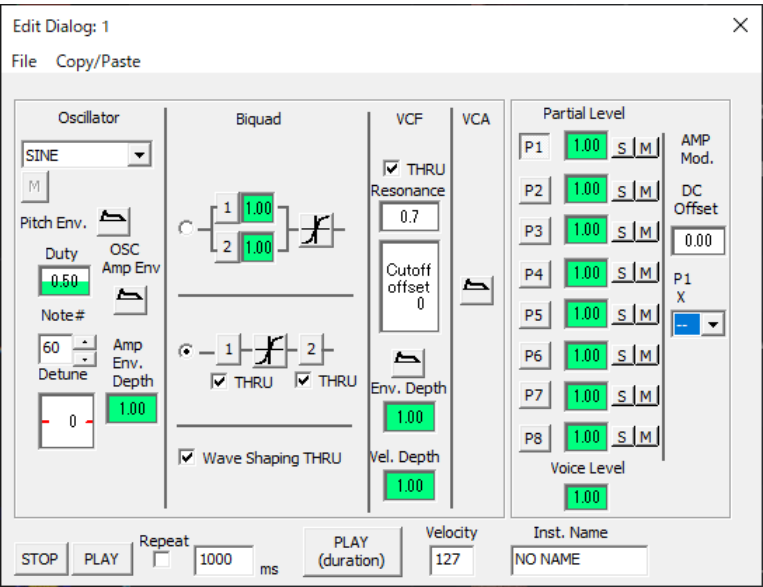 Edit Dialog: 1
File Copy/Paste
Oscillator
SINE
M
Pitch Env.
Duty
0.50
OSC
Amp Env
Note#
60
Detune
0
Amp
Env.
Depth
1.00
Biquad
1 1.00
2 1.00
1 2
THRU THRU
Wave Shaping THRU
VCF
THRU
Resonance
0.7
Cutoff
offset
0
Env. Depth
1.00
Vel. Depth
1.00
VCA
Partial Level
P1 1.00 S M
P2 1.00 S M
P3 1.00 S M
P4 1.00 S M
P5 1.00 S M
P6 1.00 S M
P7 1.00 S M
P8 1.00 S M
Voice Level
1.00
AMP
Mod.
DC
Offset
0.00
P1
X
--
STOP PLAY
Repeat
1000 ms
PLAY
(duration)
Velocity
127
Inst. Name
NO NAME